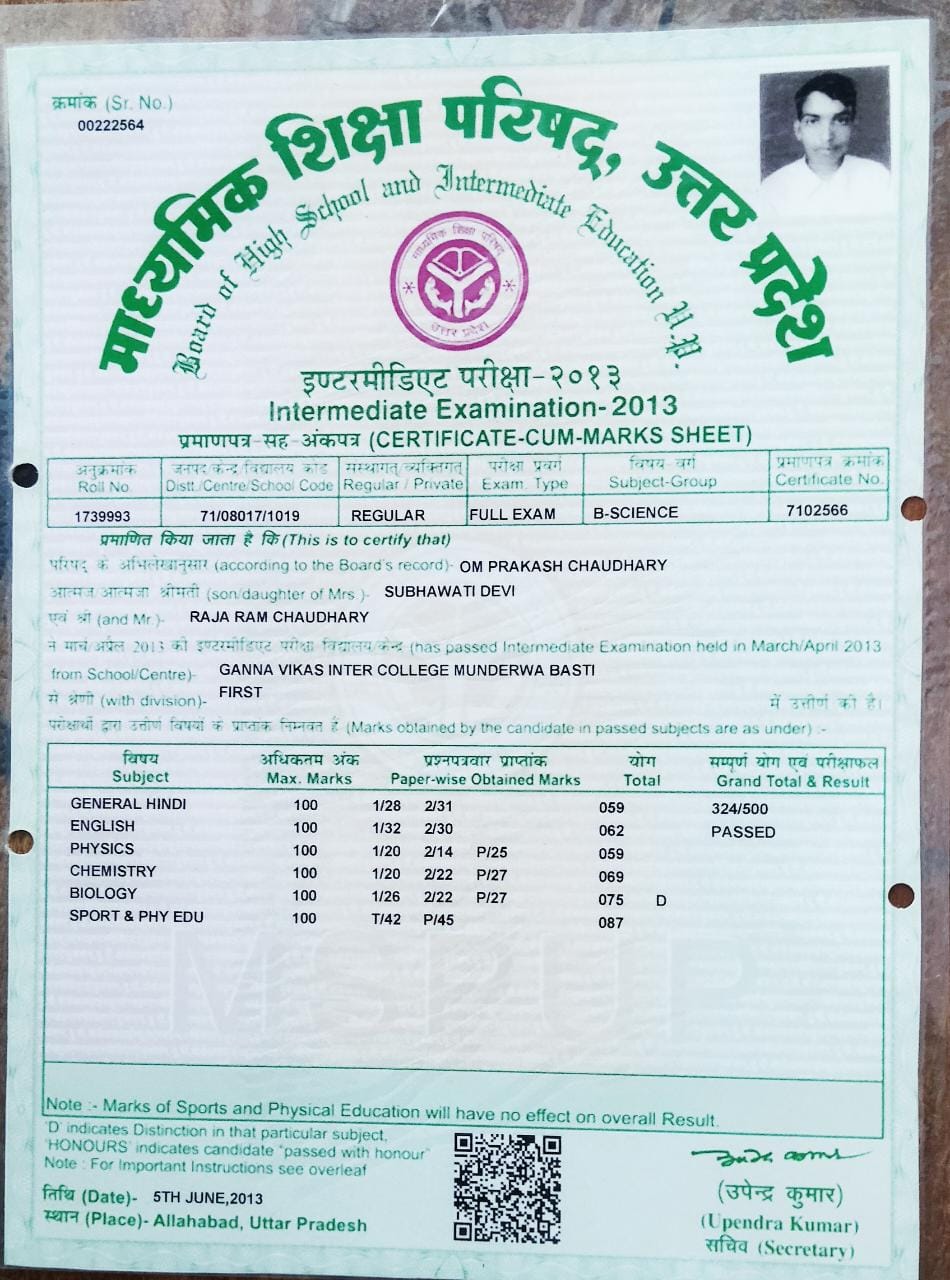 क्रमांक (Sr. No.)
00222564
माध्यमिक शिक्षा परिषद्, उत्तर प्रदेश
Board of High School and Intermediate Education U.P.
माध्यमिक शिक्षा परिषद्
उत्तर प्रदेश
इण्टरमीडिएट परीक्षा-२०१३
Intermediate Examination- 2013
प्रमाणपत्र-सह-अंकपत्र (CERTIFICATE-CUM-MARKS SHEET)
अनुक्रमांक जनपद/केन्द्र/विद्यालय कोड संस्थागत/व्यक्तिगत् परीक्षा प्रवर्ग विषय-वर्ग प्रमाणपत्र क्रमांक
Roll No. Distt./Centre/School Code Regular / Private Exam. Type Subject-Group Certificate No.
1739993 71/08017/1019 REGULAR FULL EXAM B-SCIENCE 7102566
प्रमाणित किया जाता है कि (This is to certify that)
परिषद् के अभिलेखानुसार (according to the Board's record)- OM PRAKASH CHAUDHARY
आत्मज आत्मजा श्रीमती (son/daughter of Mrs.)- SUBHAWATI DEVI
एवं श्री (and Mr.)- RAJA RAM CHAUDHARY
ने मार्च/अप्रैल 2013 की इण्टरमीडिएट परीक्षा विद्यालय/केन्द्र (has passed Intermediate Examination held in March/April 2013
from School/Centre)- GANNA VIKAS INTER COLLEGE MUNDERWA BASTI
से श्रेणी (with division)- FIRST में उत्तीर्ण की है।
परीक्षार्थी द्वारा उत्तीर्ण विषयों के प्राप्तांक निम्नवत है (Marks obtained by the candidate in passed subjects are as under) :-
विषय अधिकतम अंक प्रश्नपत्रवार प्राप्तांक योग सम्पूर्ण योग एवं परीक्षाफल
Subject Max. Marks Paper-wise Obtained Marks Total Grand Total & Result
GENERAL HINDI 100 1/28 2/31 059 324/500
ENGLISH 100 1/32 2/30 062 PASSED
PHYSICS 100 1/20 2/14 P/25 059
CHEMISTRY 100 1/20 2/22 P/27 069
BIOLOGY 100 1/26 2/22 P/27 075 D
SPORT & PHY EDU 100 T/42 P/45 087
MSPUP
Note :- Marks of Sports and Physical Education will have no effect on overall Result.
'D' indicates Distinction in that particular subject,
'HONOURS' indicates candidate "passed with honour"
Note : For Important Instructions see overleaf
तिथि (Date)- 5TH JUNE,2013
स्थान (Place)- Allahabad, Uttar Pradesh
(उपेन्द्र कुमार)
(Upendra Kumar)
सचिव (Secretary)